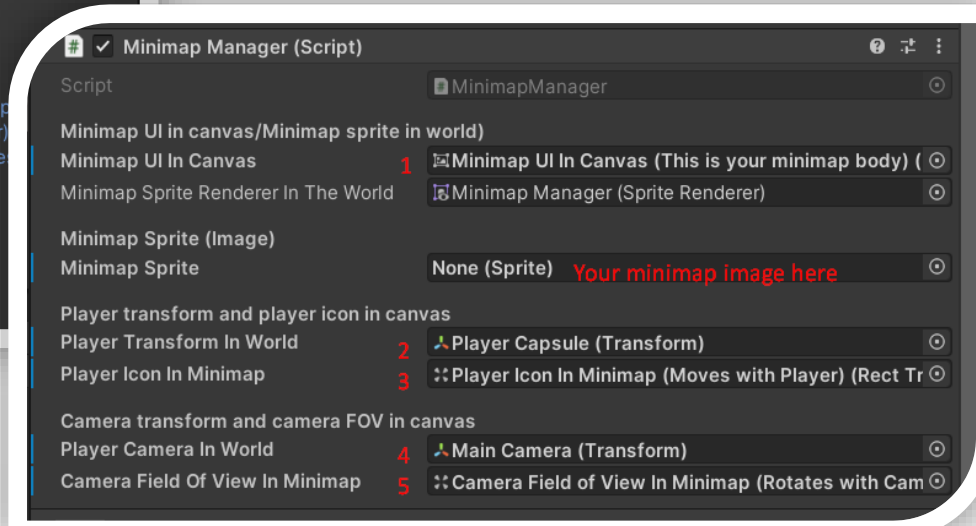 Minimap Manager (Script)
Script MinimapManager
Minimap UI in canvas/Minimap sprite in world)
Minimap UI In Canvas 1 Minimap UI In Canvas (This is your minimap body) (
Minimap Sprite Renderer In The World Minimap Manager (Sprite Renderer)
Minimap Sprite (Image)
Minimap Sprite None (Sprite) Your minimap image here
Player transform and player icon in canvas
Player Transform In World 2 Player Capsule (Transform)
Player Icon In Minimap 3 Player Icon In Minimap (Moves with Player) (Rect Tr
Camera transform and camera FOV in canvas
Player Camera In World 4 Main Camera (Transform)
Camera Field Of View In Minimap 5 Camera Field of View In Minimap (Rotates with Cam